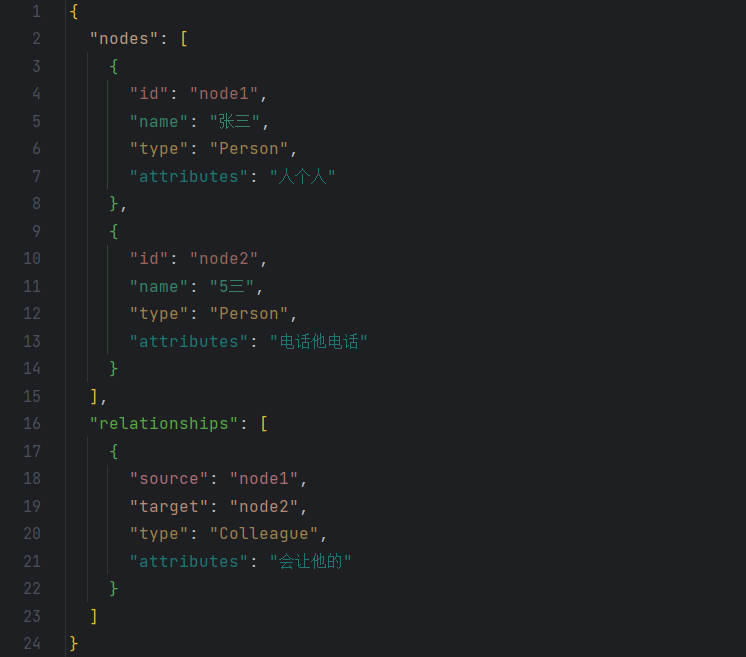 1 {
2 "nodes": [
3 {
4 "id": "node1",
5 "name": "张三",
6 "type": "Person",
7 "attributes": "人个人"
8 },
9 {
10 "id": "node2",
11 "name": "5三",
12 "type": "Person",
13 "attributes": "电话他电话"
14 }
15 ],
16 "relationships": [
17 {
18 "source": "node1",
19 "target": "node2",
20 "type": "Colleague",
21 "attributes": "会让他的"
22 }
23 ]
24 }